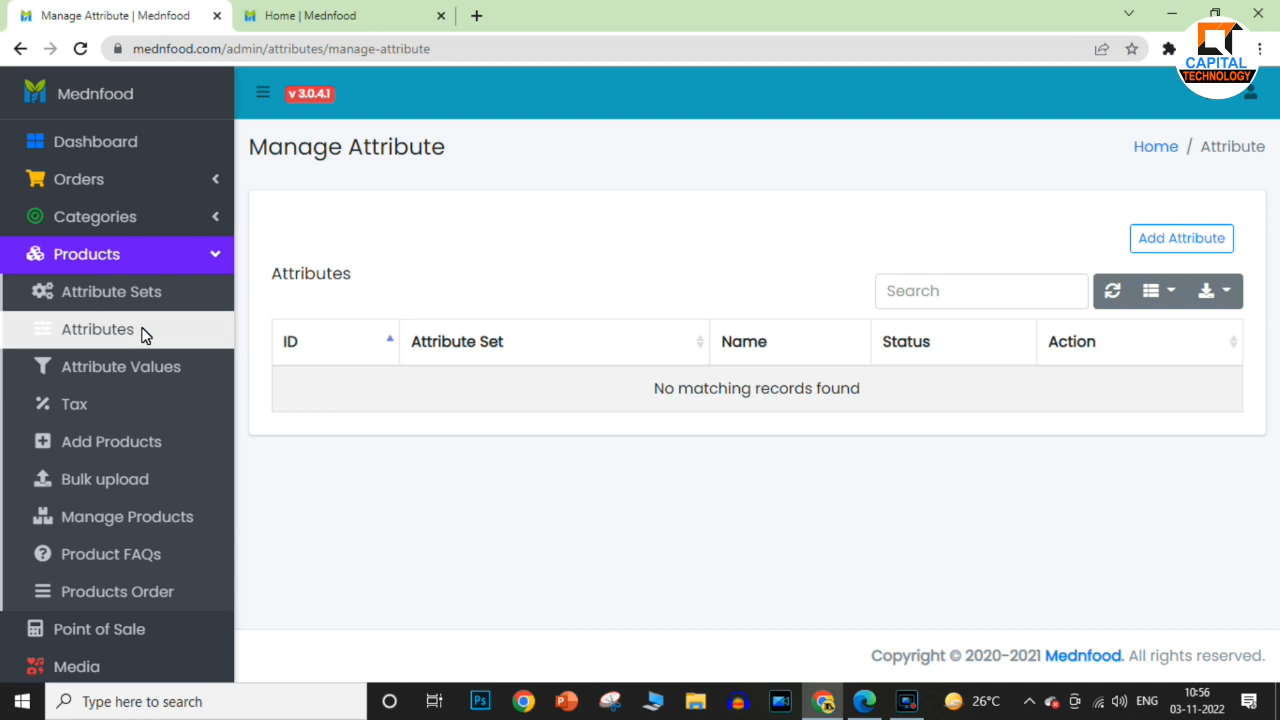 Manage Attribute | Mednfood
Home | Mednfood
mednfood.com/admin/attributes/manage-attribute
CAPITAL
TECHNOLOGY
Mednfood
v 3.0.4.1
Dashboard
Orders
Categories
Products
Attribute Sets
Attributes
Attribute Values
Tax
Add Products
Bulk upload
Manage Products
Product FAQs
Products Order
Point of Sale
Media
Manage Attribute
Home / Attribute
Add Attribute
Attributes
Search
ID Attribute Set Name Status Action
No matching records found
Copyright © 2020-2021 Mednfood. All rights reserved.
Type here to search
Ps
26°C
ENG
10:56
03-11-2022